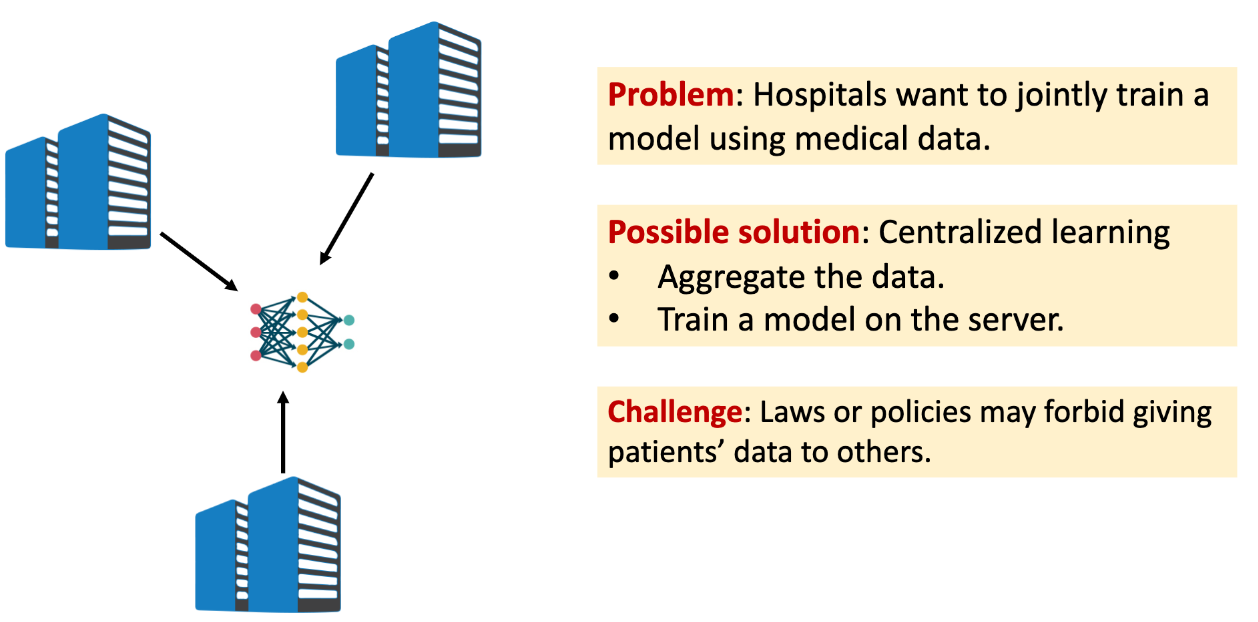 Problem: Hospitals want to jointly train a
model using medical data.
Possible solution: Centralized learning
• Aggregate the data.
• Train a model on the server.
Challenge: Laws or policies may forbid giving
patients’ data to others.